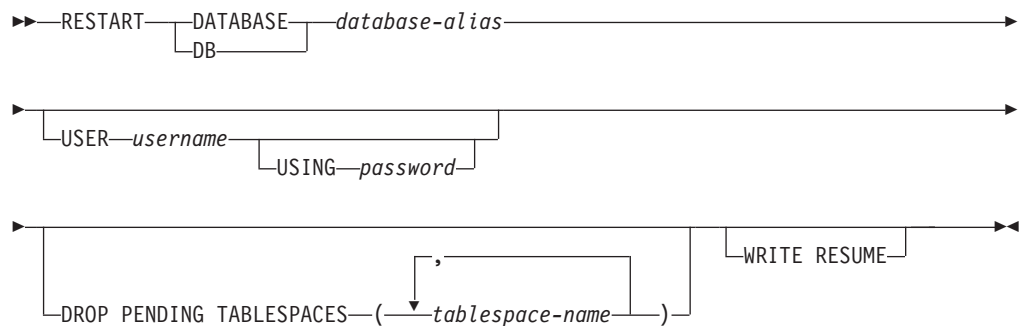 RESTART DATABASE database-alias
DB
USER username
USING password
WRITE RESUME
,
DROP PENDING TABLESPACES ( tablespace-name )